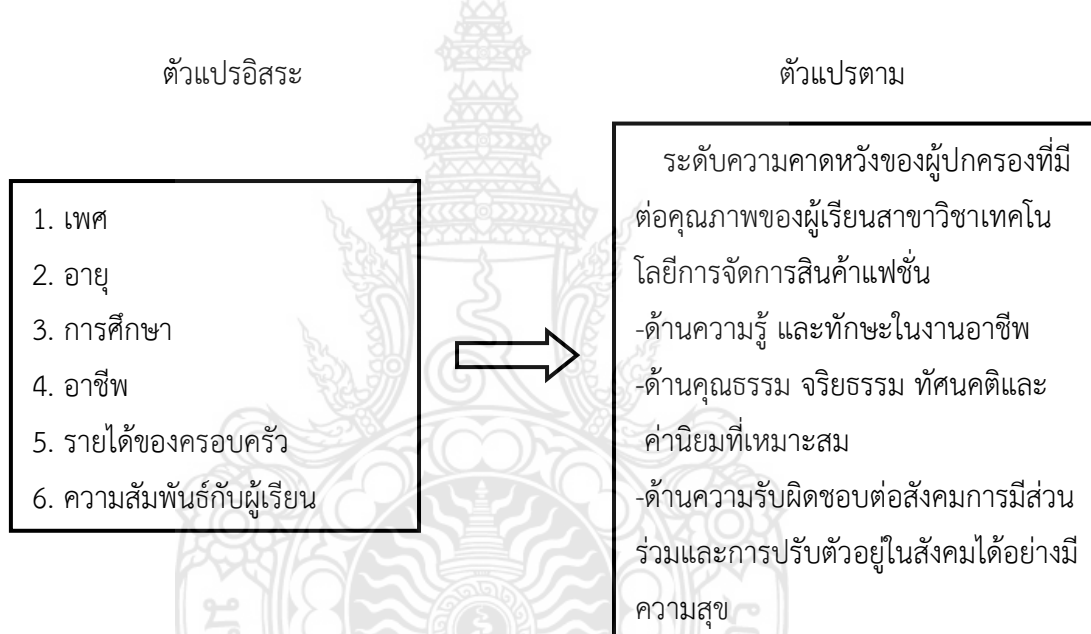 ตัวแปรอิสระ
ตัวแปรตาม
1. เพศ
2. อายุ
3. การศึกษา
4. อาชีพ
5. รายได้ของครอบครัว
6. ความสัมพันธ์กับผู้เรียน
ระดับความคาดหวังของผู้ปกครองที่มี
ต่อคุณภาพของผู้เรียนสาขาวิชาเทคโน
โลยีการจัดการสินค้าแฟชั่น
-ด้านความรู้ และทักษะในงานอาชีพ
-ด้านคุณธรรม จริยธรรม ทัศนคติและ
ค่านิยมที่เหมาะสม
-ด้านความรับผิดชอบต่อสังคมการมีส่วน
ร่วมและการปรับตัวอยู่ในสังคมได้อย่างมี
ความสุข